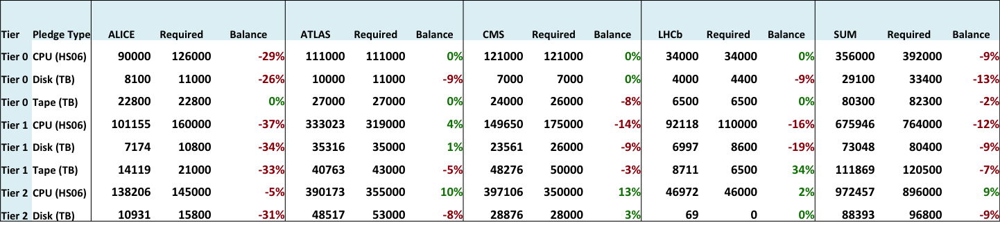 Tier Pledge Type ALICE Required Balance ATLAS Required Balance CMS Required Balance LHCb Required Balance SUM Required Balance
Tier 0 CPU (HS06) 90000 126000 -29% 111000 111000 0% 121000 121000 0% 34000 34000 0% 356000 392000 -9%
Tier 0 Disk (TB) 8100 11000 -26% 10000 11000 -9% 7000 7000 0% 4000 4400 -9% 29100 33400 -13%
Tier 0 Tape (TB) 22800 22800 0% 27000 27000 0% 24000 26000 -8% 6500 6500 0% 80300 82300 -2%
Tier 1 CPU (HS06) 101155 160000 -37% 333023 319000 4% 149650 175000 -14% 92118 110000 -16% 675946 764000 -12%
Tier 1 Disk (TB) 7174 10800 -34% 35316 35000 1% 23561 26000 -9% 6997 8600 -19% 73048 80400 -9%
Tier 1 Tape (TB) 14119 21000 -33% 40763 43000 -5% 48276 50000 -3% 8711 6500 34% 111869 120500 -7%
Tier 2 CPU (HS06) 138206 145000 -5% 390173 355000 10% 397106 350000 13% 46972 46000 2% 972457 896000 9%
Tier 2 Disk (TB) 10931 15800 -31% 48517 53000 -8% 28876 28000 3% 69 0 0% 88393 96800 -9%